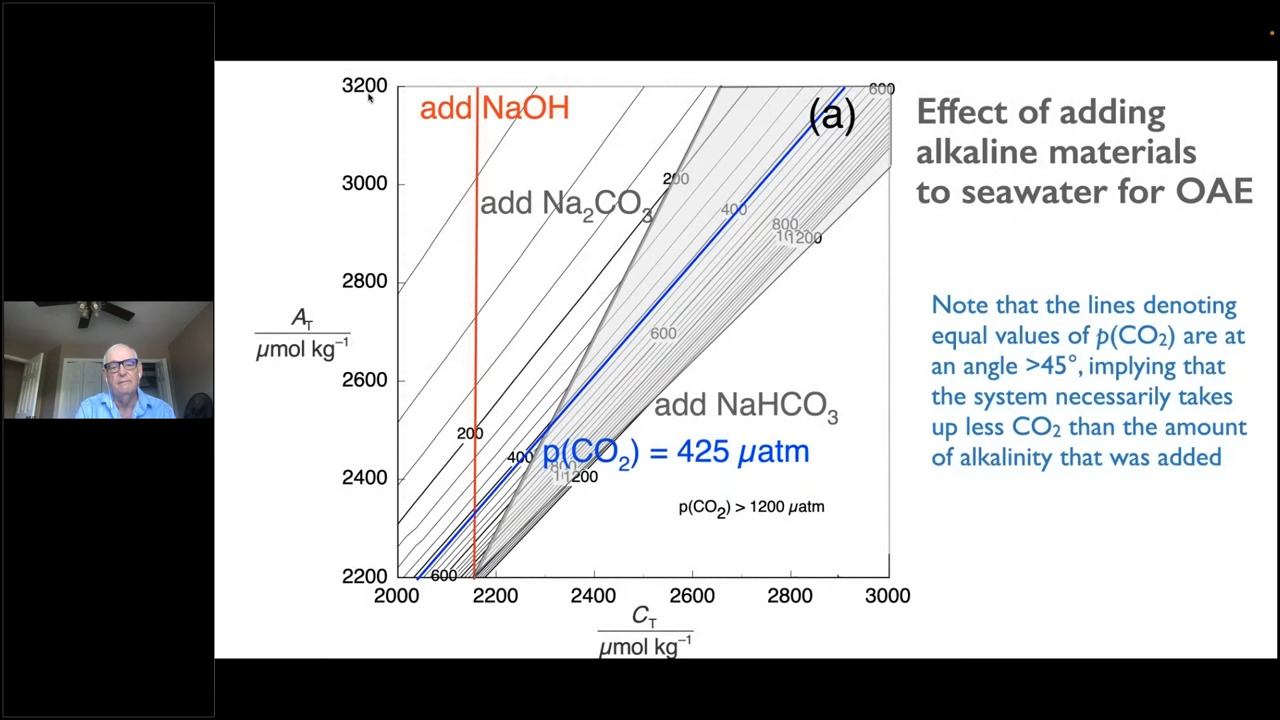 3200
3000
2800
2600
2400
2200
A_T
µmol kg⁻¹
2000
2200
2400
2600
2800
3000
C_T
µmol kg⁻¹
add NaOH
(a)
600
add Na₂CO₃
200
400
800
1200
600
add NaHCO₃
200
400
p(CO₂) = 425 µatm
800
1200
p(CO₂) > 1200 µatm
600
Effect of adding
alkaline materials
to seawater for OAE
Note that the lines denoting
equal values of p(CO₂) are at
an angle >45°, implying that
the system necessarily takes
up less CO₂ than the amount
of alkalinity that was added